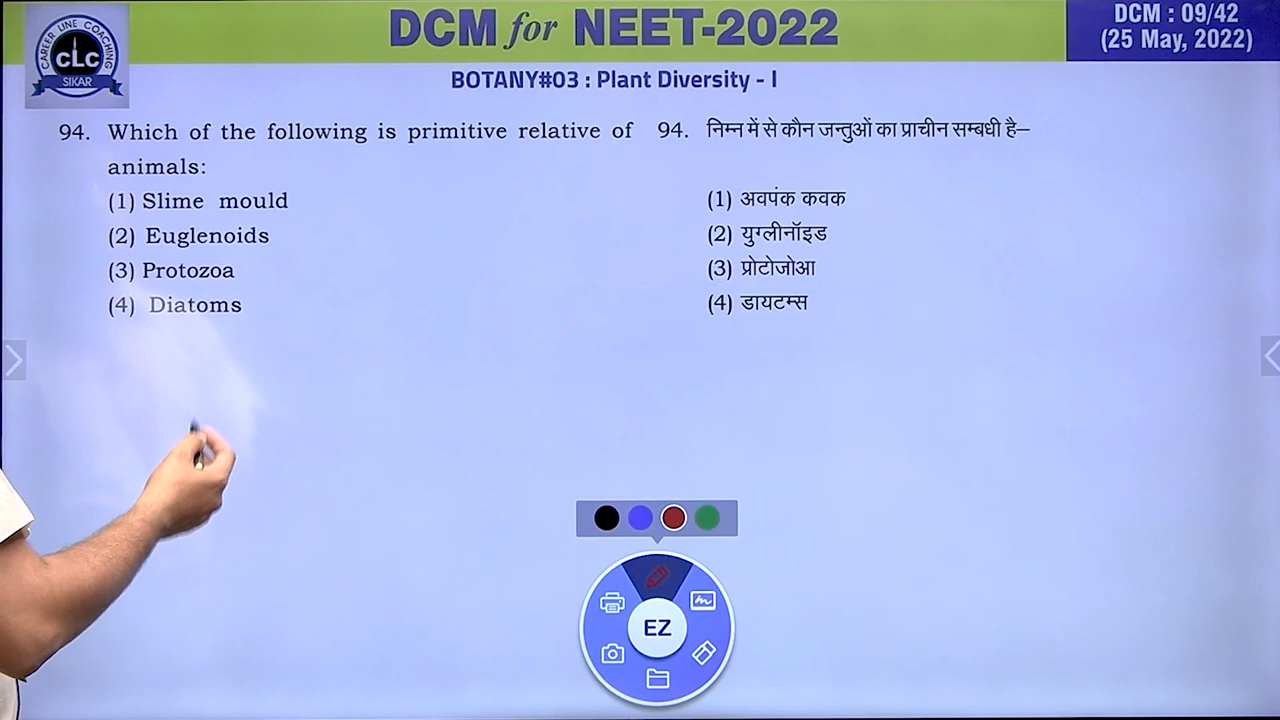 DCM for NEET-2022
DCM : 09/42
(25 May, 2022)
CAREER LINE COACHING
CLC
SIKAR
BOTANY#03 : Plant Diversity - I
94. Which of the following is primitive relative of
animals:
(1) Slime mould
(2) Euglenoids
(3) Protozoa
(4) Diatoms
94. निम्न में से कौन जन्तुओं का प्राचीन सम्बधी है–
(1) अवपंक कवक
(2) युग्लीनॉइड
(3) प्रोटोजोआ
(4) डायटम्स
EZ